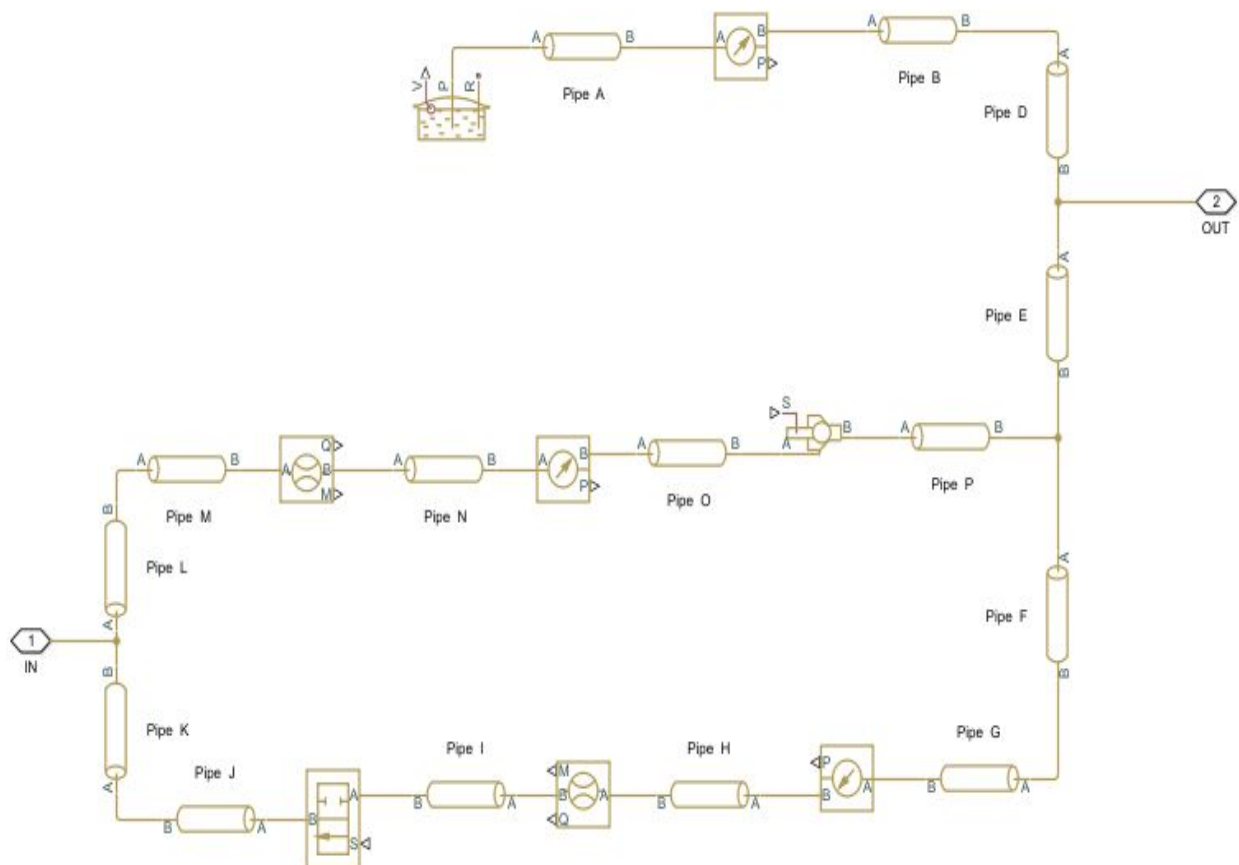 A B
Pipe A
A B P
A B
Pipe B
A
Pipe D
B
V P R
2
OUT
A
Pipe E
B
S
A B
A B
Pipe P
A B
Pipe M
A Q B M
A B
Pipe N
A B P
A B
Pipe O
B
Pipe L
A
1
IN
A
Pipe F
B
B
Pipe K
A
Pipe J
B A
A B S
Pipe I
B A
M B A Q
Pipe H
B A
P B A
Pipe G
B A